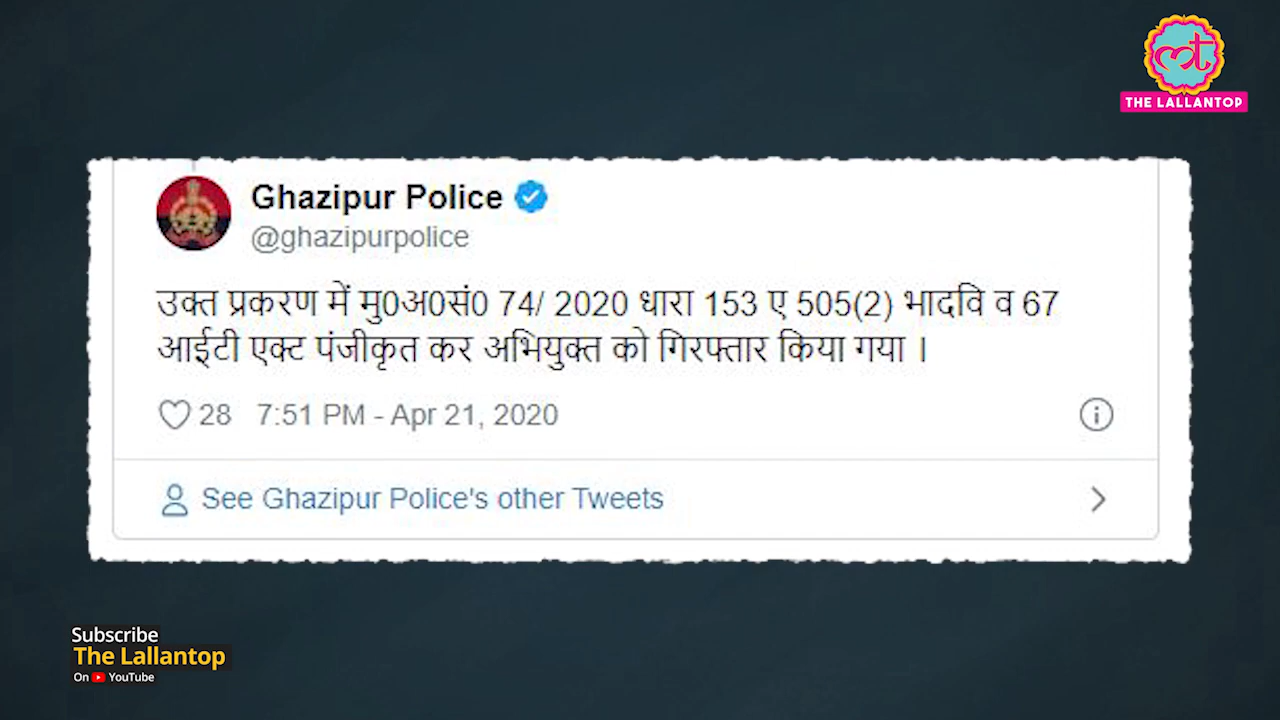 THE LALLANTOP
Ghazipur Police
@ghazipurpolice
उक्त प्रकरण में मु0अ0सं0 74/ 2020 धारा 153 ए 505(2) भादवि व 67
आईटी एक्ट पंजीकृत कर अभियुक्त को गिरफ्तार किया गया ।
28 7:51 PM - Apr 21, 2020
See Ghazipur Police's other Tweets
Subscribe
The Lallantop
On YouTube